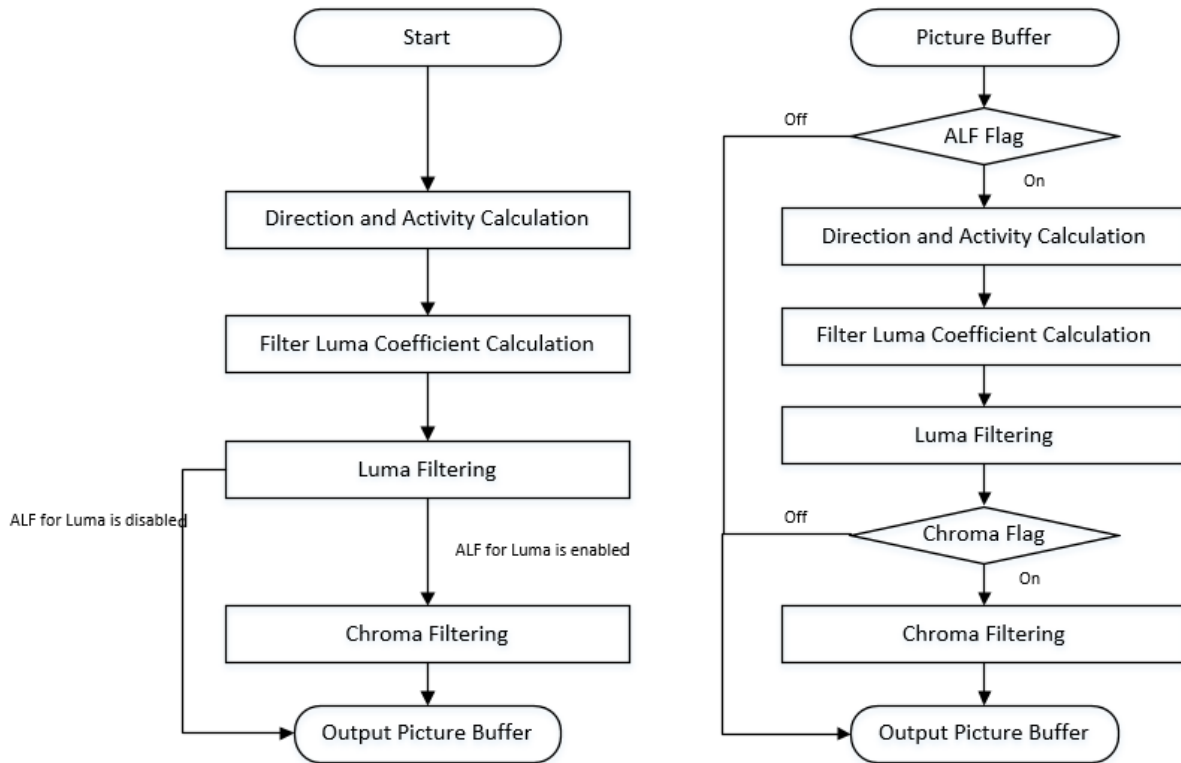 Start
Direction and Activity Calculation
Filter Luma Coefficient Calculation
Luma Filtering
ALF for Luma is disabled
ALF for Luma is enabled
Chroma Filtering
Output Picture Buffer
Picture Buffer
Off
ALF Flag
On
Direction and Activity Calculation
Filter Luma Coefficient Calculation
Luma Filtering
Off
Chroma Flag
On
Chroma Filtering
Output Picture Buffer